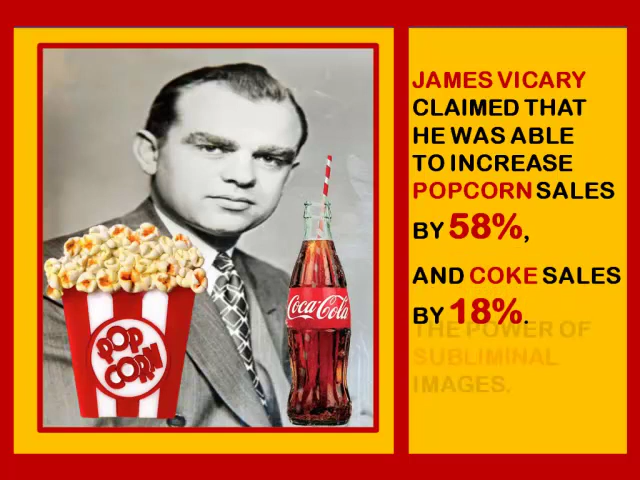 JAMES VICARY
CLAIMED THAT
HE WAS ABLE
TO INCREASE
POPCORN SALES
BY 58%,
AND COKE SALES
BY 18%.
THE POWER OF
SUBLIMINAL
IMAGES.
POP
CORN
Coca-Cola